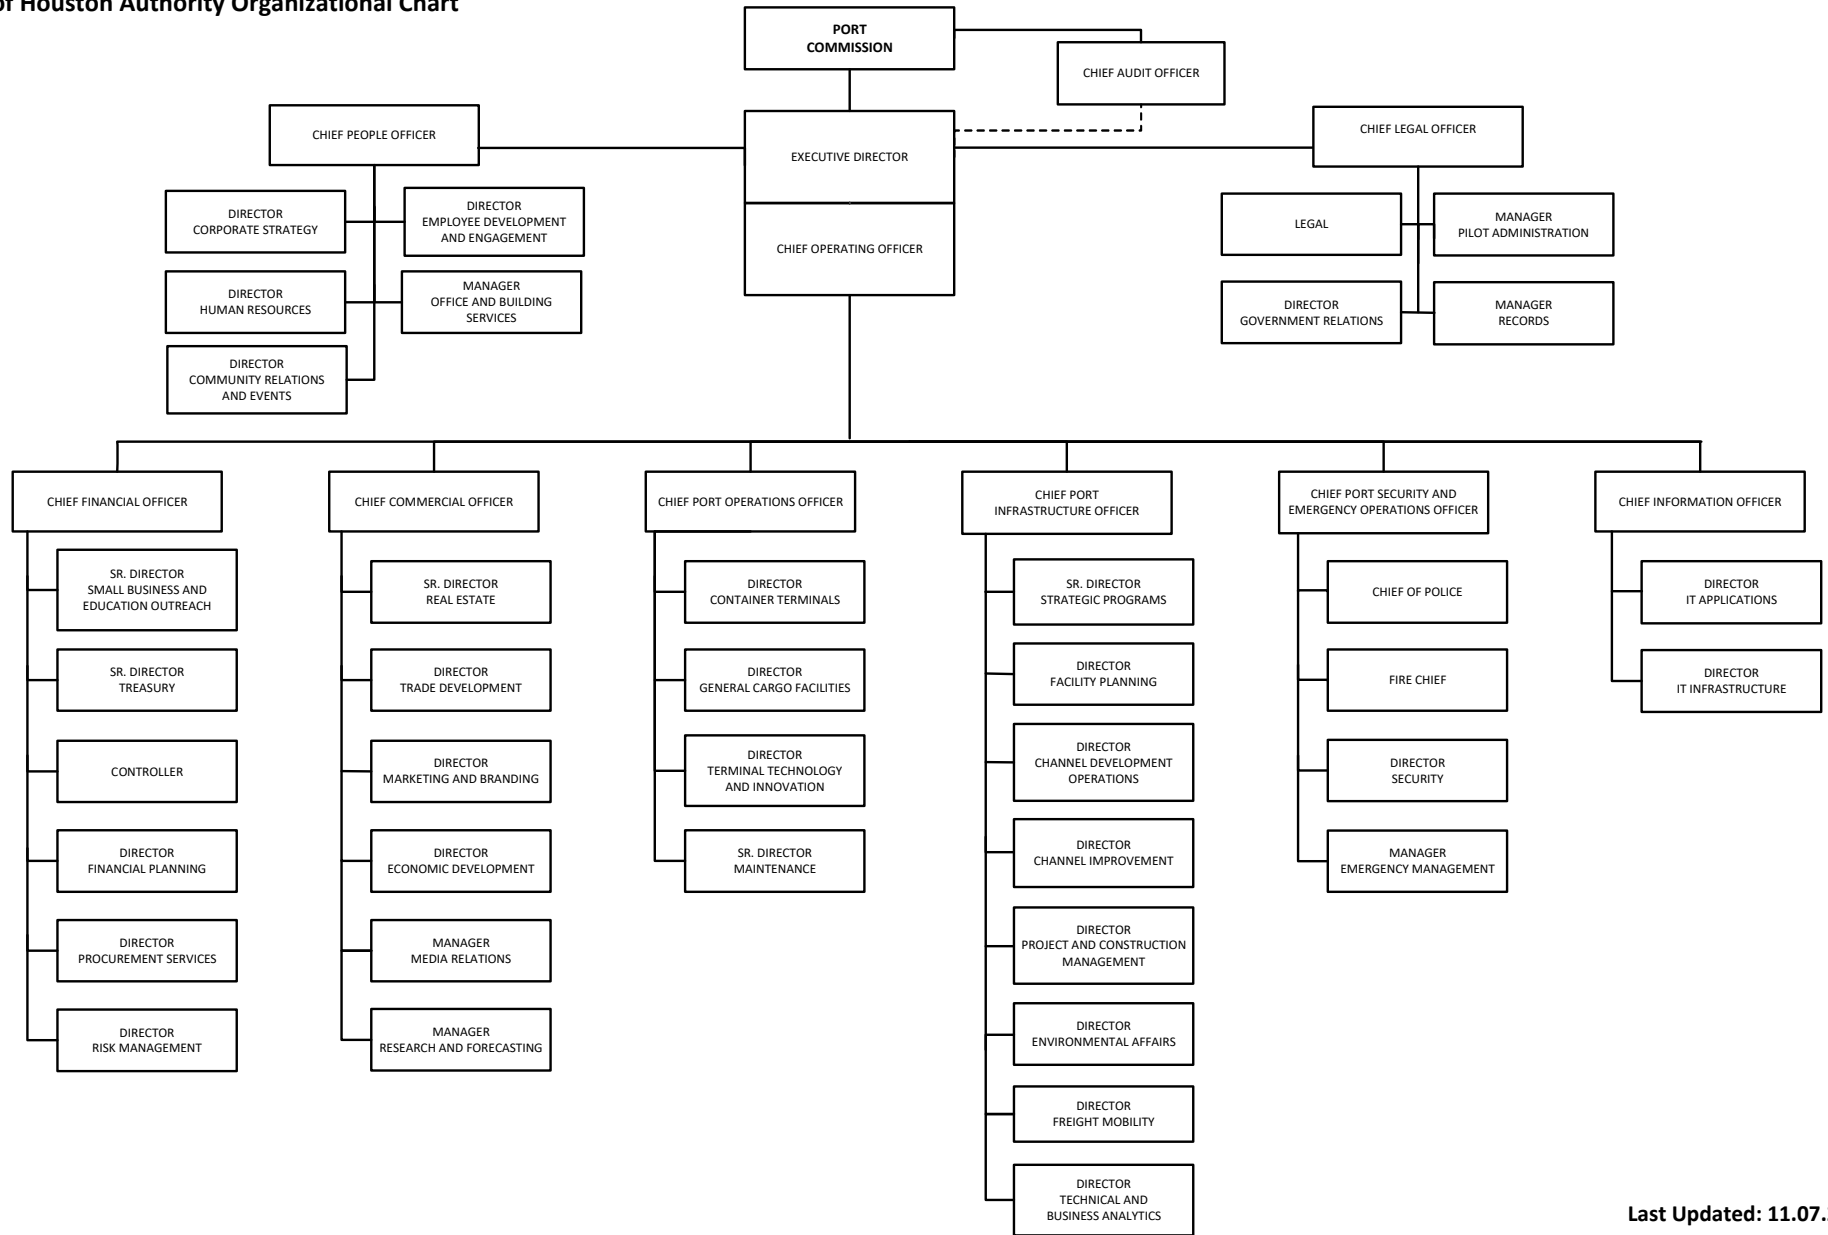 of Houston Authority Organizational Chart
PORT
COMMISSION
CHIEF AUDIT OFFICER
CHIEF PEOPLE OFFICER
EXECUTIVE DIRECTOR
CHIEF LEGAL OFFICER
CHIEF OPERATING OFFICER
DIRECTOR
CORPORATE STRATEGY
DIRECTOR
EMPLOYEE DEVELOPMENT
AND ENGAGEMENT
DIRECTOR
HUMAN RESOURCES
MANAGER
OFFICE AND BUILDING
SERVICES
DIRECTOR
COMMUNITY RELATIONS
AND EVENTS
LEGAL
MANAGER
PILOT ADMINISTRATION
DIRECTOR
GOVERNMENT RELATIONS
MANAGER
RECORDS
CHIEF FINANCIAL OFFICER
SR. DIRECTOR
SMALL BUSINESS AND
EDUCATION OUTREACH
SR. DIRECTOR
TREASURY
CONTROLLER
DIRECTOR
FINANCIAL PLANNING
DIRECTOR
PROCUREMENT SERVICES
DIRECTOR
RISK MANAGEMENT
CHIEF COMMERCIAL OFFICER
SR. DIRECTOR
REAL ESTATE
DIRECTOR
TRADE DEVELOPMENT
DIRECTOR
MARKETING AND BRANDING
DIRECTOR
ECONOMIC DEVELOPMENT
MANAGER
MEDIA RELATIONS
MANAGER
RESEARCH AND FORECASTING
CHIEF PORT OPERATIONS OFFICER
DIRECTOR
CONTAINER TERMINALS
DIRECTOR
GENERAL CARGO FACILITIES
DIRECTOR
TERMINAL TECHNOLOGY
AND INNOVATION
SR. DIRECTOR
MAINTENANCE
CHIEF PORT
INFRASTRUCTURE OFFICER
SR. DIRECTOR
STRATEGIC PROGRAMS
DIRECTOR
FACILITY PLANNING
DIRECTOR
CHANNEL DEVELOPMENT
OPERATIONS
DIRECTOR
CHANNEL IMPROVEMENT
DIRECTOR
PROJECT AND CONSTRUCTION
MANAGEMENT
DIRECTOR
ENVIRONMENTAL AFFAIRS
DIRECTOR
FREIGHT MOBILITY
DIRECTOR
TECHNICAL AND
BUSINESS ANALYTICS
CHIEF PORT SECURITY AND
EMERGENCY OPERATIONS OFFICER
CHIEF OF POLICE
FIRE CHIEF
DIRECTOR
SECURITY
MANAGER
EMERGENCY MANAGEMENT
CHIEF INFORMATION OFFICER
DIRECTOR
IT APPLICATIONS
DIRECTOR
IT INFRASTRUCTURE
Last Updated: 11.07.